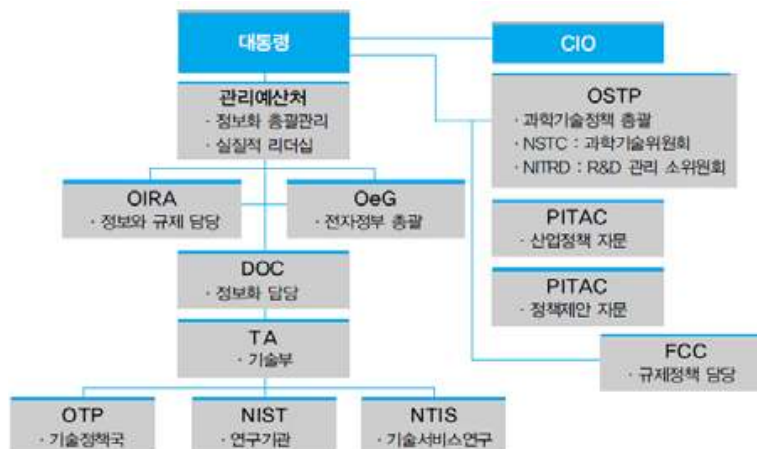 대통령
CIO
관리예산처
· 정보화 총괄관리
· 실질적 리더십
OSTP
· 과학기술정책 총괄
· NSTC : 과학기술위원회
· NITRD : R&D 관리 소위원회
OIRA
· 정보와 규제 담당
OeG
· 전자정부 총괄
PITAC
· 산업정책 자문
DOC
· 정보화 담당
PITAC
· 정책제안 자문
TA
· 기술부
FCC
· 규제정책 담당
OTP
· 기술정책국
NIST
· 연구기관
NTIS
· 기술서비스연구